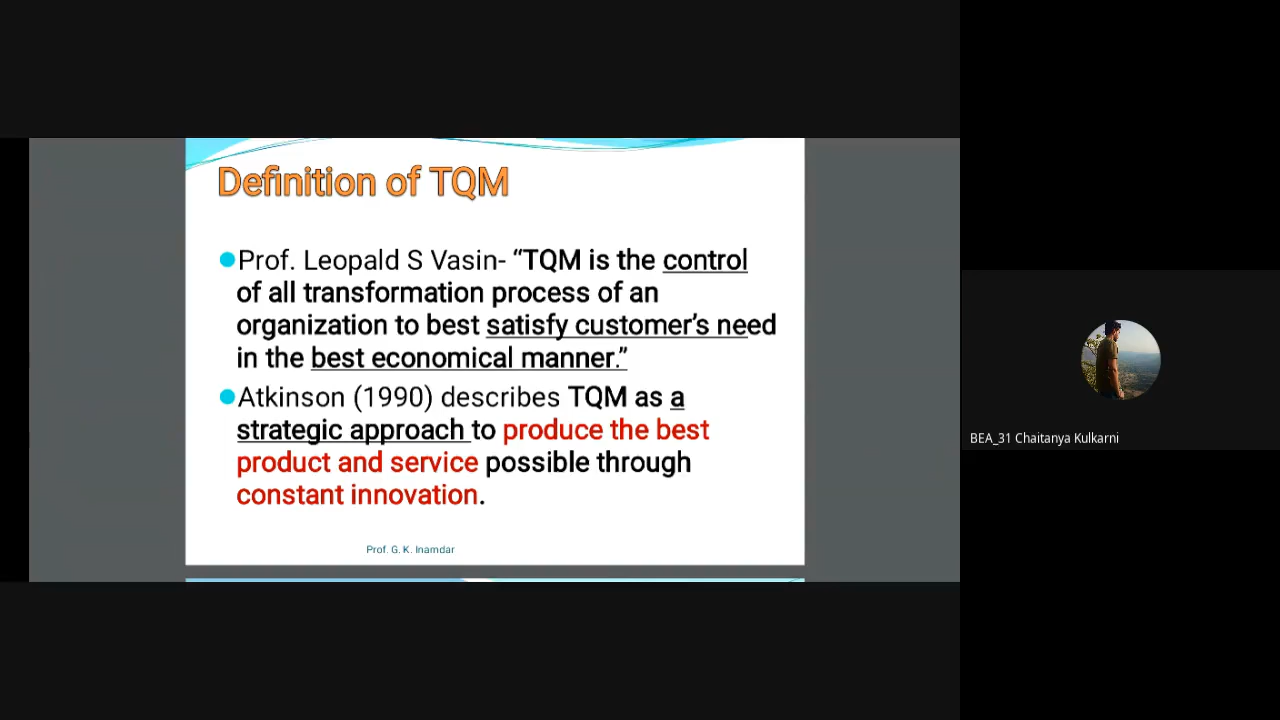 Definition of TQM
Prof. Leopald S Vasin- “TQM is the control
of all transformation process of an
organization to best satisfy customer’s need
in the best economical manner.”
Atkinson (1990) describes TQM as a
strategic approach to produce the best
product and service possible through
constant innovation.
Prof. G. K. Inamdar
BEA_31 Chaitanya Kulkarni